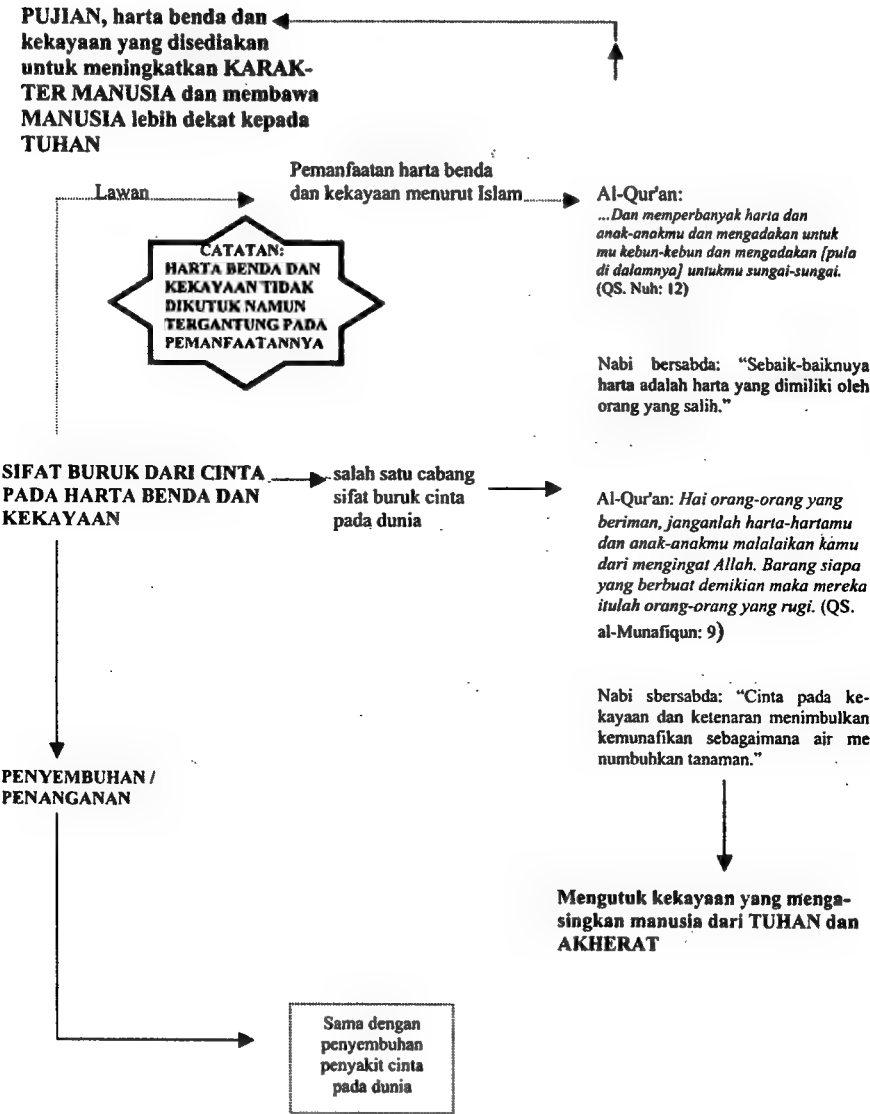 PUJIAN, harta benda dan
kekayaan yang disediakan
untuk meningkatkan KARAK-
TER MANUSIA dan membawa
MANUSIA lebih dekat kepada
TUHAN
Lawan
Pemanfaatan harta benda
dan kekayaan menurut Islam
Al-Qur'an:
...Dan memperbanyak harta dan
anak-anakmu dan mengadakan untuk
mu kebun-kebun dan mengadakan [pula
di dalamnya] untukmu sungai-sungai.
(QS. Nuh: 12)
CATATAN:
HARTA BENDA DAN
KEKAYAAN TIDAK
DIKUTUK NAMUN
TERGANTUNG PADA
PEMANFAATANNYA
Nabi bersabda: “Sebaik-baiknuya
harta adalah harta yang dimiliki oleh
orang yang salih.”
SIFAT BURUK DARI CINTA
PADA HARTA BENDA DAN
KEKAYAAN
salah satu cabang
sifat buruk cinta
pada dunia
Al-Qur'an: Hai orang-orang yang
beriman, janganlah harta-hartamu
dan anak-anakmu malalaikan kamu
dari mengingat Allah. Barang siapa
yang berbuat demikian maka mereka
itulah orang-orang yang rugi. (QS.
al-Munafiqun: 9)
Nabi sbersabda: “Cinta pada ke-
kayaan dan ketenaran menimbulkan
kemunafikan sebagaimana air me
numbuhkan tanaman.”
PENYEMBUHAN /
PENANGANAN
Mengutuk kekayaan yang menga-
singkan manusia dari TUHAN dan
AKHERAT
Sama dengan
penyembuhan
penyakit cinta
pada dunia